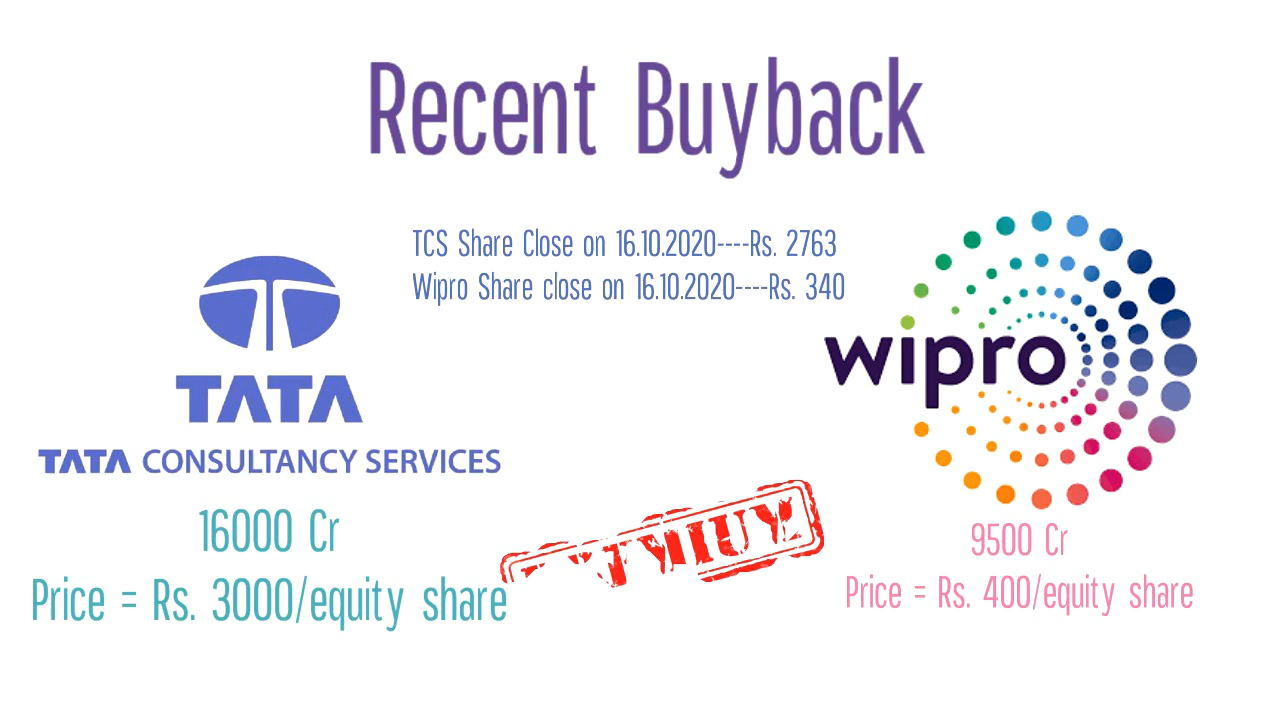 Recent Buyback
TCS Share Close on 16.10.2020----Rs. 2763
Wipro Share close on 16.10.2020----Rs. 340
TATA
TATA CONSULTANCY SERVICES
16000 Cr
Price = Rs. 3000/equity share
wipro
9500 Cr
Price = Rs. 400/equity share